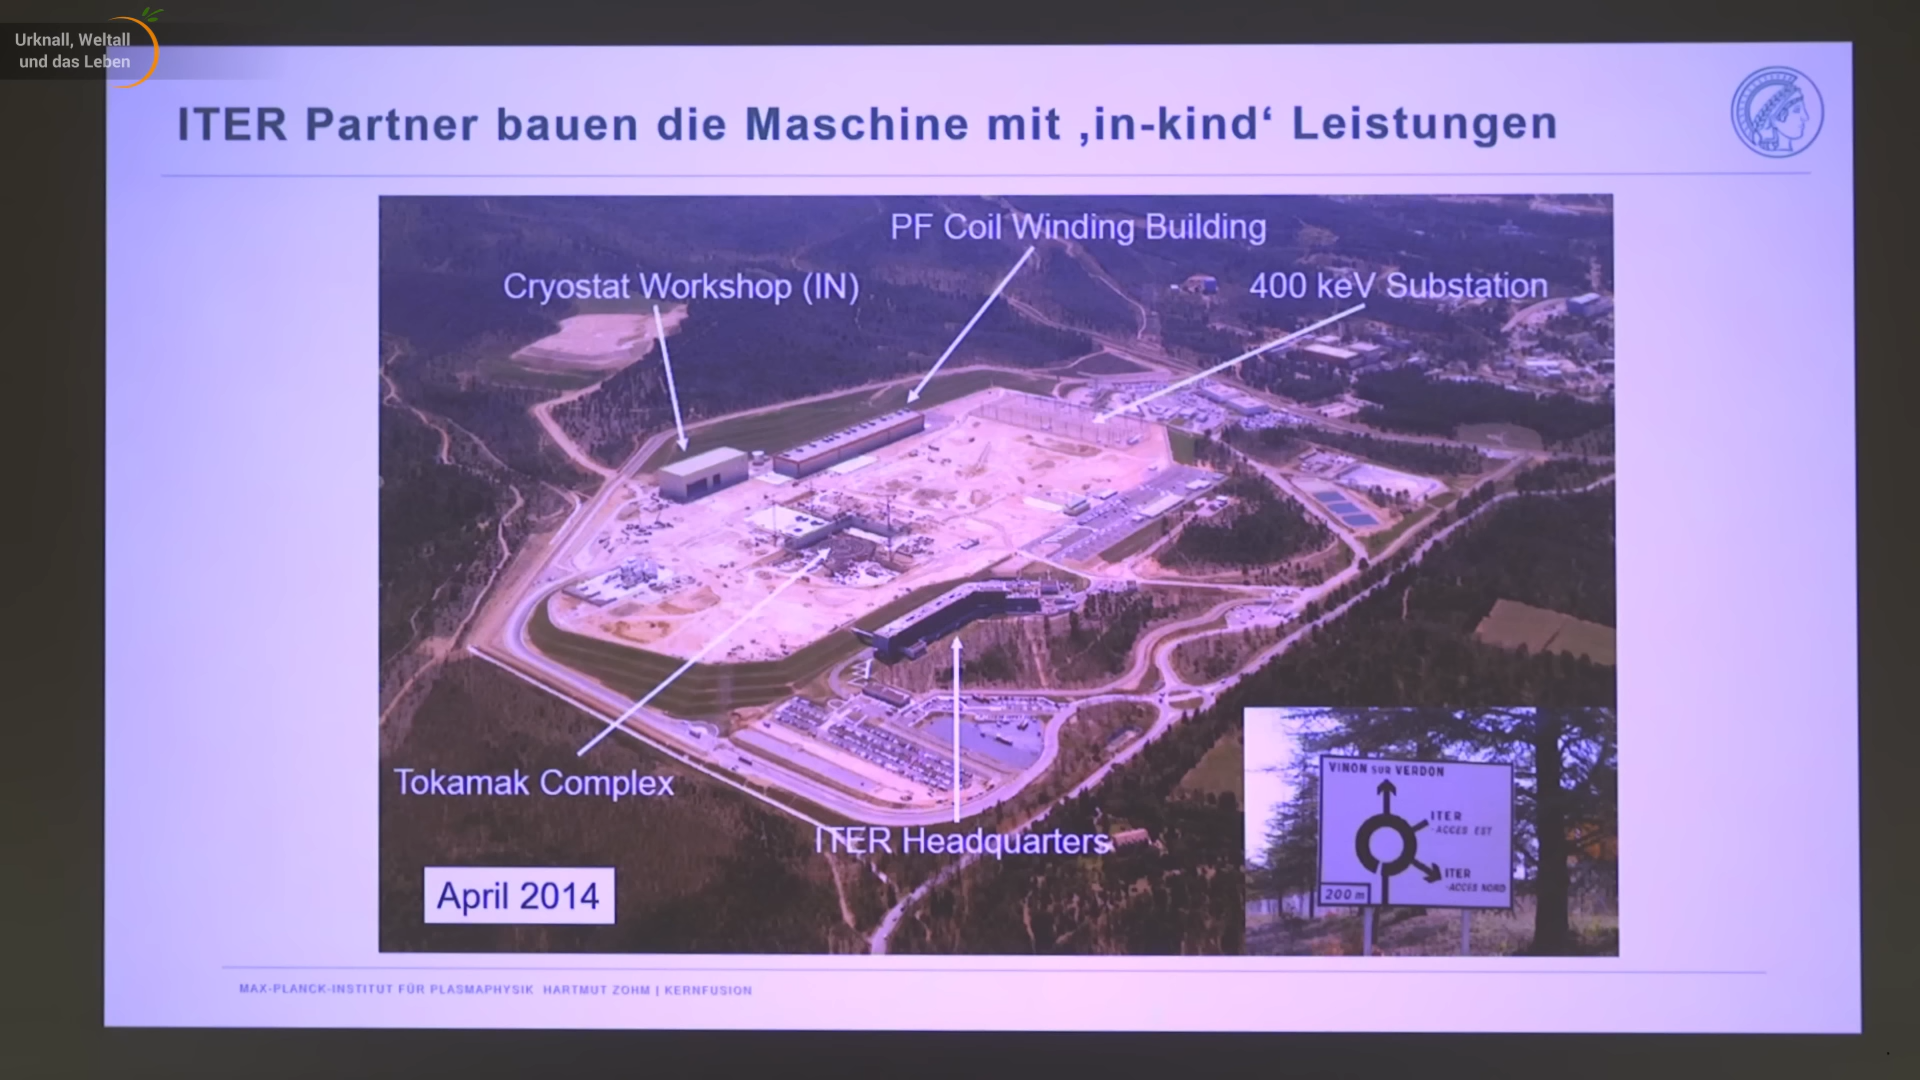 Urknall, Weltall
und das Leben
ITER Partner bauen die Maschine mit ‚in-kind‘ Leistungen
PF Coil Winding Building
Cryostat Workshop (IN)
400 keV Substation
Tokamak Complex
ITER Headquarters
April 2014
VINON SUR VERDON
ITER
-ACCES EST
ITER
-ACCES NORD
200 m
MAX-PLANCK-INSTITUT FÜR PLASMAPHYSIK HARTMUT ZOHM | KERNFUSION